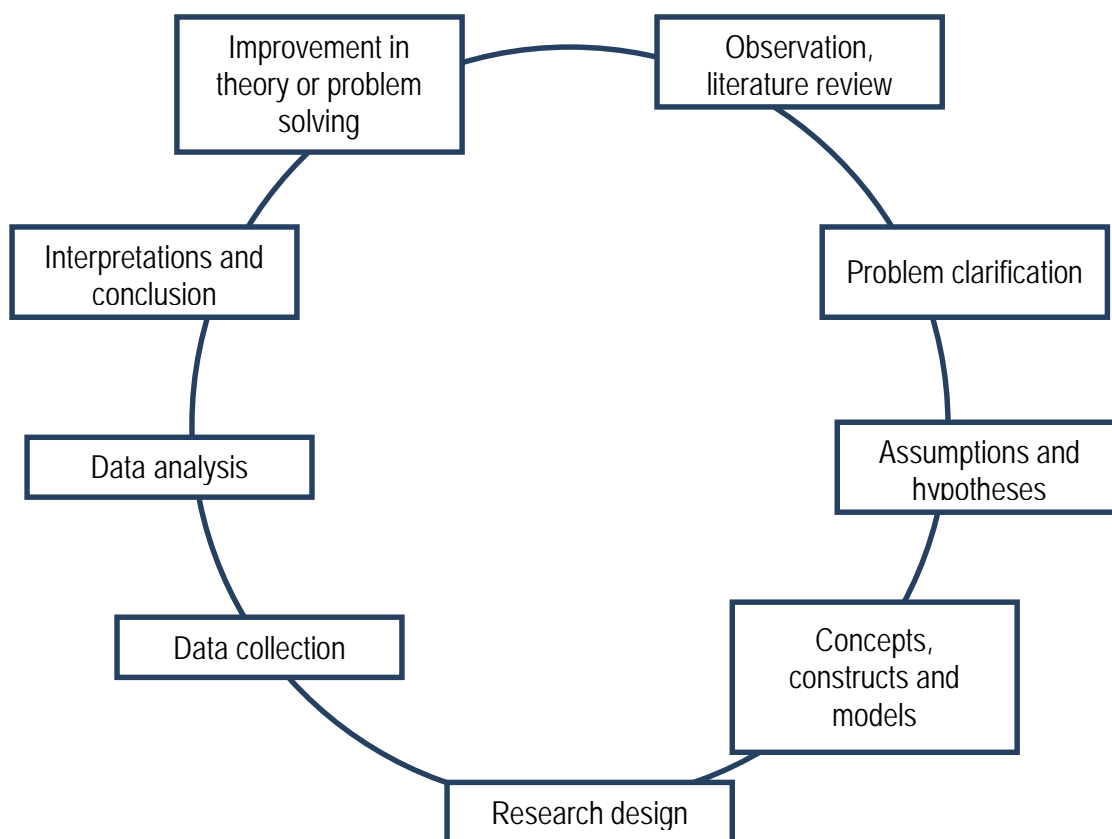 Improvement in
theory or problem
solving
Observation,
literature review
Problem clarification
Assumptions and
hypotheses
Concepts,
constructs and
models
Research design
Data collection
Data analysis
Interpretations and
conclusion